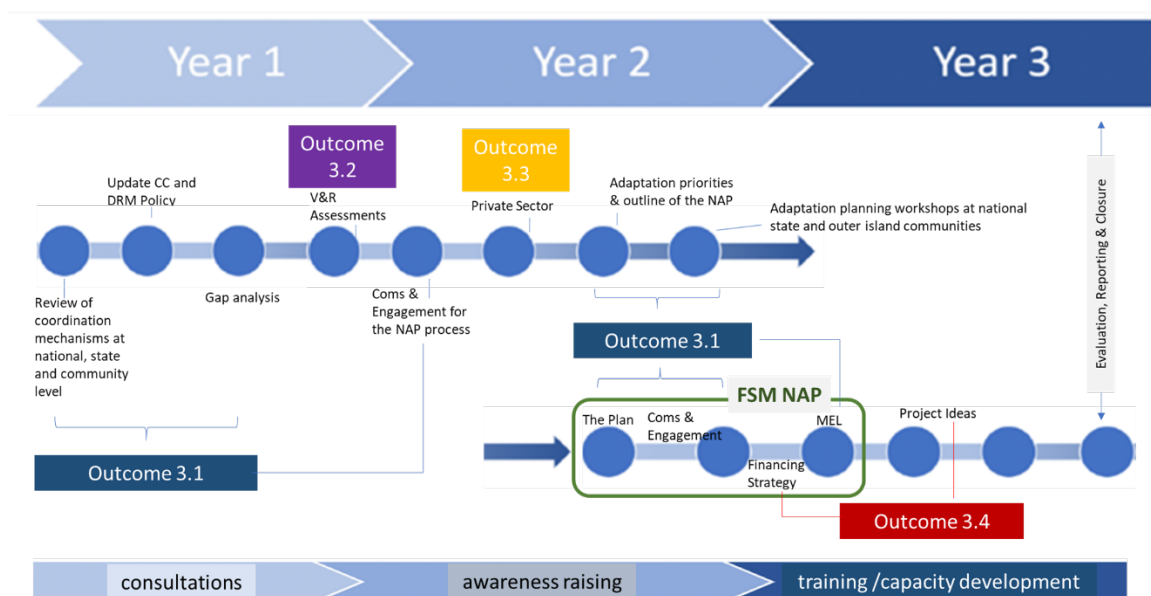 Year 1
Year 2
Year 3
Outcome
3.2
Outcome
3.3
Update CC and
DRM Policy
V&R
Assessments
Private Sector
Adaptation priorities
& outline of the NAP
Adaptation planning workshops at national
state and outer island communities
Review of
coordination
mechanisms at
national, state
and community
level
Gap analysis
Coms &
Engagement for
the NAP process
Evaluation, Reporting & Closure
Outcome 3.1
Outcome 3.1
FSM NAP
The Plan
Coms &
Engagement
Financing
Strategy
MEL
Project Ideas
Outcome 3.4
consultations
awareness raising
training /capacity development